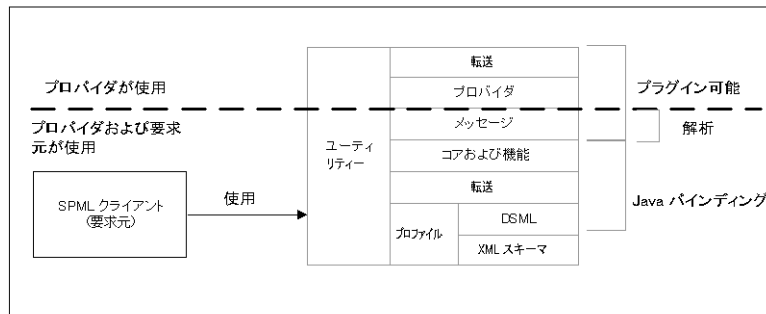 転送
プロバイダが使用
プロバイダ
プラグイン可能
プロバイダおよび要求
元が使用
メッセージ
解析
ユーティ
リティー
コアおよび機能
SPML クライアント
(要求元)
使用
転送
Java バインディング
プロファイル
DSML
XML スキーマ